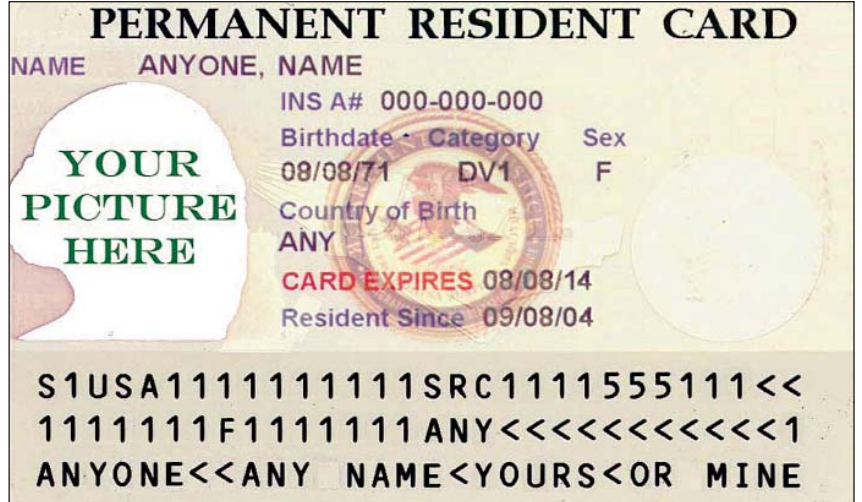 PERMANENT RESIDENT CARD
NAME ANYONE, NAME
INS A# 000-000-000
Birthdate Category Sex
08/08/71 DV1 F
YOUR
PICTURE
HERE
Country of Birth
ANY
CARD EXPIRES 08/08/14
Resident Since 09/08/04
S1USA1111111111SRC1111555111<<
1111111F1111111ANY<<<<<<<<<<<1
ANYONE<<ANY NAME<YOURS<OR MINE